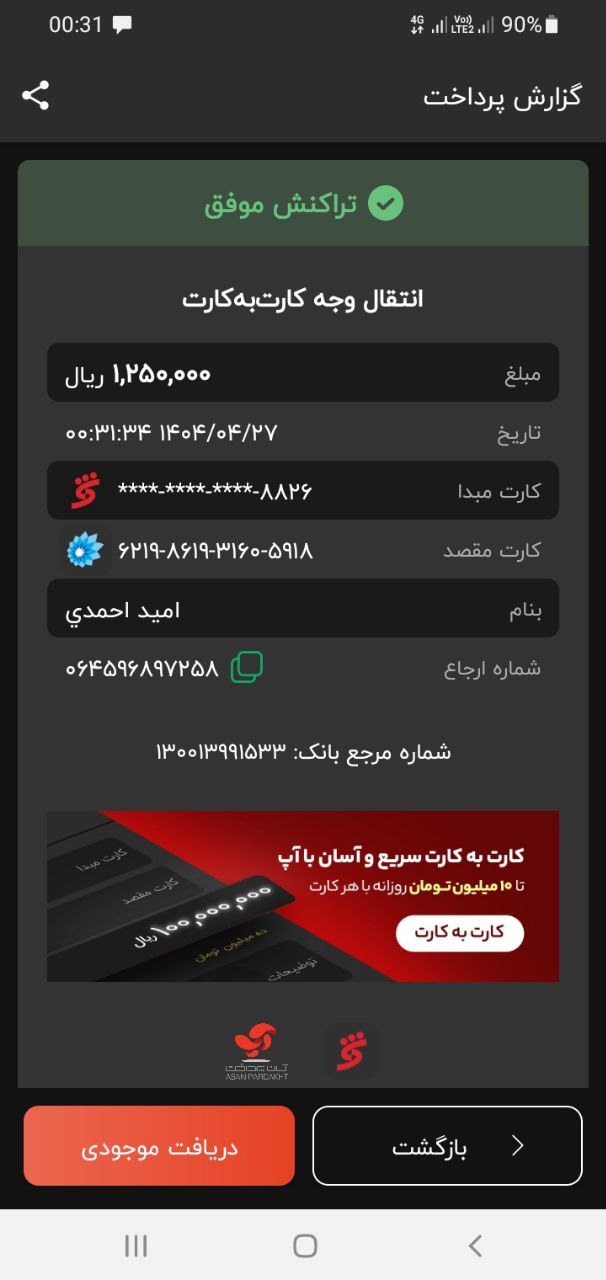 00:31
4G Vo) LTE2 90%
گزارش پرداخت
تراکنش موفق
انتقال وجه کارت‌به‌کارت
مبلغ ۱,۲۵۰,۰۰۰ ریال
تاریخ ۱۴۰۴/۰۴/۲۷ ۰۰:۳۱:۳۴
کارت مبدا ****-****-****-۸۸۲۶
کارت مقصد ۶۲۱۹-۸۶۱۹-۳۱۶۰-۵۹۱۸
بنام اميد احمدي
شماره ارجاع ۰۶۴۵۹۶۸۹۷۲۵۸
شماره مرجع بانک: ۱۳۰۰۱۳۹۹۱۵۳۳
کارت به کارت سریع و آسان با آپ
تا ۱۰ میلیون تـومان روزانه با هر کارت
کارت به کارت
کارت مبدا
کارت مقصد
۱۰۰,۰۰۰,۰۰۰ ریال
ده میلیون تومان
توضیحات
آسان پرداخت
ASAN PARDAKHT
بازگشت
دریافت موجودی